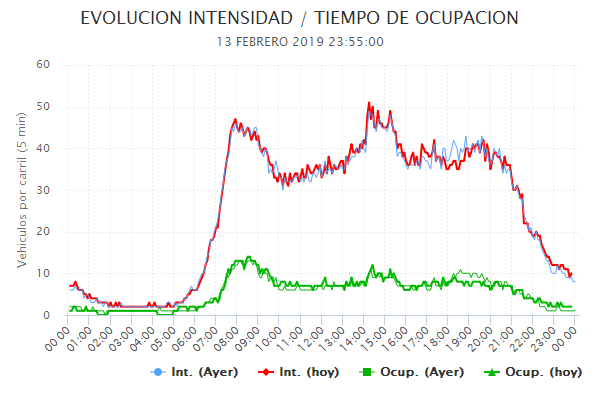 EVOLUCION INTENSIDAD / TIEMPO DE OCUPACION
13 FEBRERO 2019 23:55:00
Vehiculos por carril (5 min)
60
50
40
30
20
10
0
00:00 01:00 02:00 03:00 04:00 05:00 06:00 07:00 08:00 09:00 10:00 11:00 12:00 13:00 14:00 15:00 16:00 17:00 18:00 19:00 20:00 21:00 22:00 23:00 00:00
Int. (Ayer) Int. (hoy) Ocup. (Ayer) Ocup. (hoy)